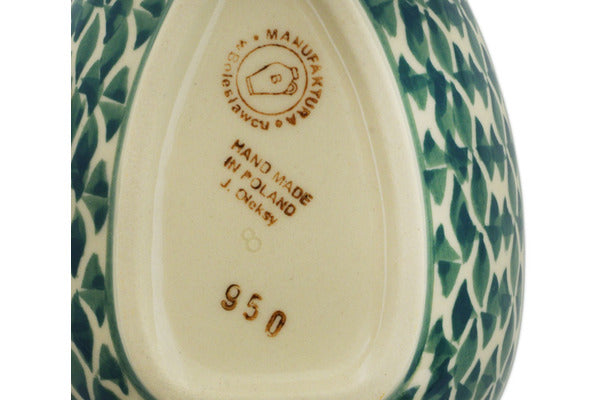 • MANUFAKTURA •
w Bolesławcu
HAND MADE
IN POLAND
J. Oleksy
8
950